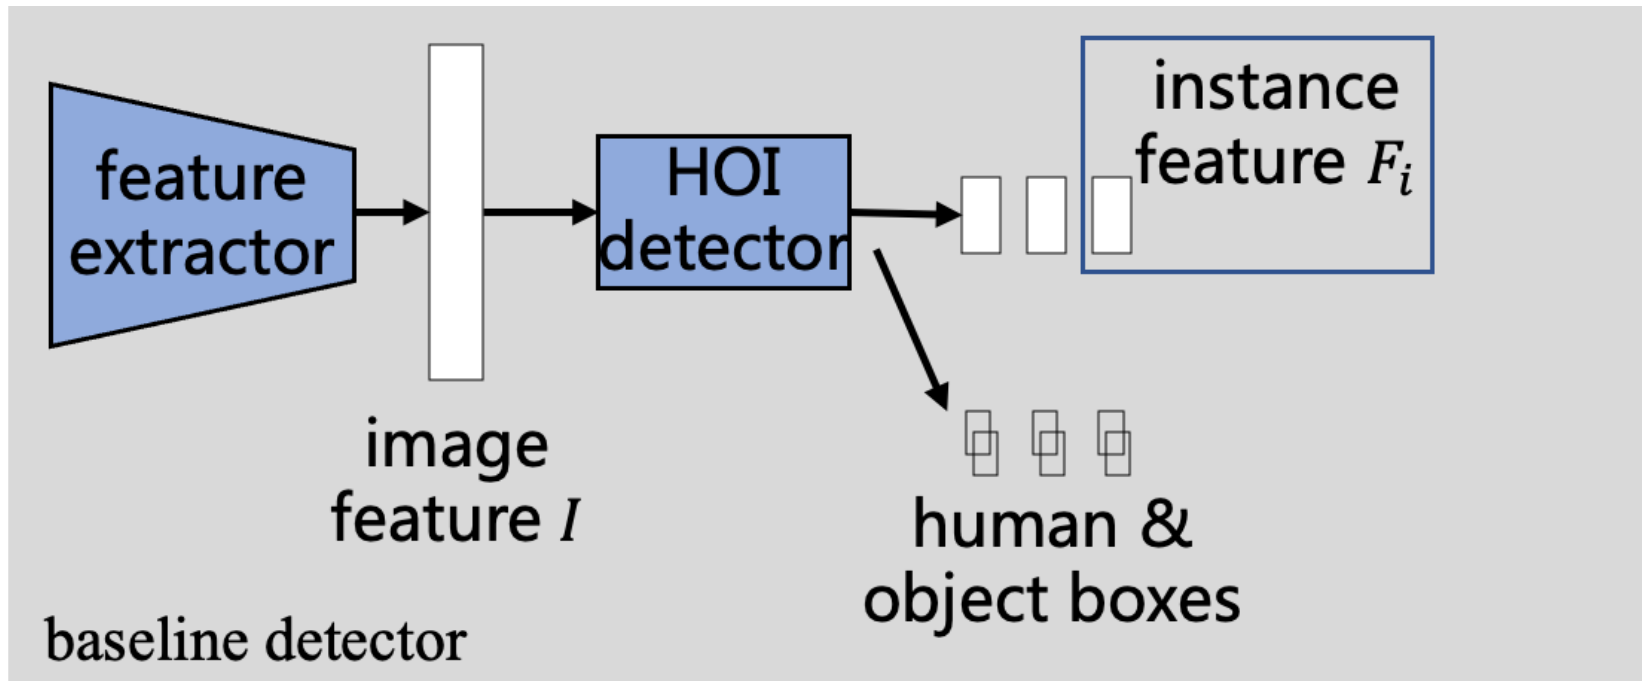 feature
extractor
image
feature I
HOI
detector
instance
feature Fᵢ
human &
object boxes
baseline detector